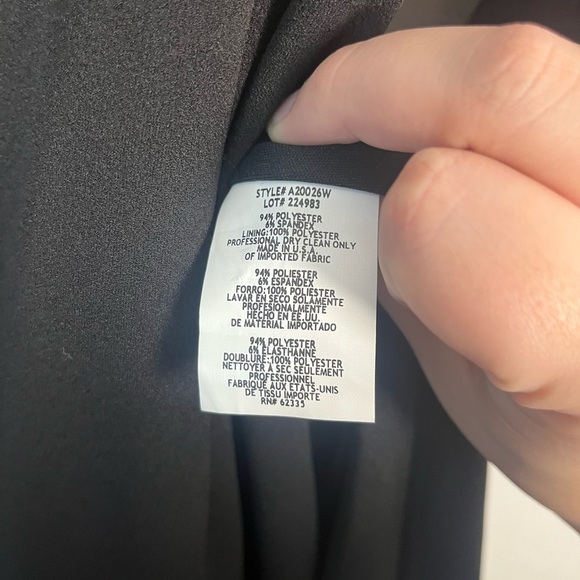 STYLE# A20026W
LOT# 224983
94% POLYESTER
6% SPANDEX
LINING:100% POLYESTER
PROFESSIONAL DRY CLEAN ONLY
MADE IN U.S.A.
OF IMPORTED FABRIC
94% POLIESTER
6% ESPANDEX
FORRO:100% POLIESTER
LAVAR EN SECO SOLAMENTE
PROFESIONALMENTE
HECHO EN EE.UU.
DE MATERIAL IMPORTADO
94% POLYESTER
6% ELASTHANNE
DOUBLURE:100% POLYESTER
NETTOYER A SEC SEULEMENT
PROFESSIONNEL
FABRIQUE AUX ETATS-UNIS
DE TISSU IMPORTE
RN# 62335